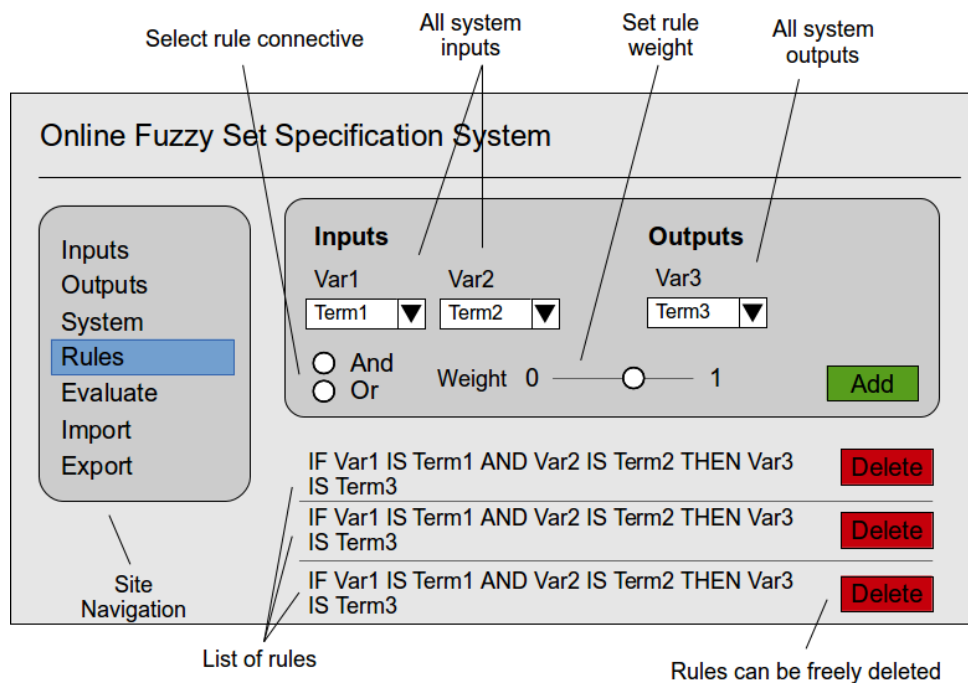 Select rule connective
All system
inputs
Set rule
weight
All system
outputs
Online Fuzzy Set Specification System
Inputs
Outputs
System
Rules
Evaluate
Import
Export
Inputs
Outputs
Var1
Var2
Var3
Term1
Term2
Term3
And
Or
Weight 0
1
Add
IF Var1 IS Term1 AND Var2 IS Term2 THEN Var3
IS Term3
Delete
IF Var1 IS Term1 AND Var2 IS Term2 THEN Var3
IS Term3
Delete
IF Var1 IS Term1 AND Var2 IS Term2 THEN Var3
IS Term3
Delete
Site
Navigation
List of rules
Rules can be freely deleted